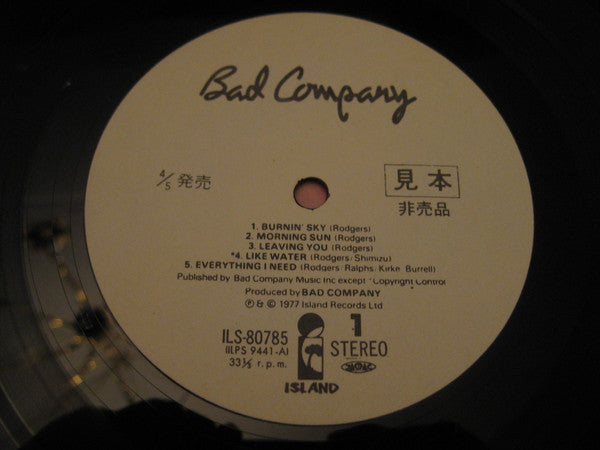 Bad Company
4/5 発売
見本
非売品
1. BURNIN' SKY (Rodgers)
2. MORNING SUN (Rodgers)
3. LEAVING YOU (Rodgers)
*4. LIKE WATER (Rodgers·Shimizu)
5. EVERYTHING I NEED (Rodgers·Ralphs·Kirke·Burrell)
Published by Bad Company Music Inc except *Copyright Control
Produced by BAD COMPANY
Ⓟ & © 1977 Island Records Ltd
ILS-80785
(ILPS 9441-A)
33⅓ r.p.m.
1
STEREO
ISLAND